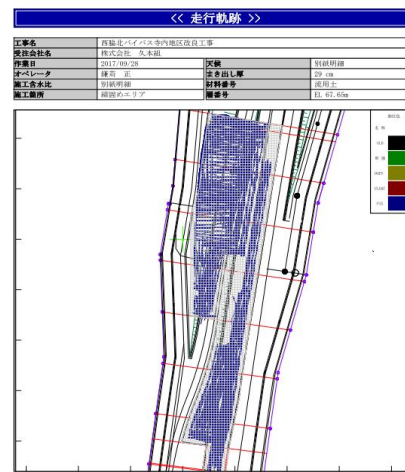 << 走行軌跡 >>
工事名 西脇北バイパス寺内地区改良工事
受注会社名 株式会社 久本組
作業日 2017/09/28 天候 別紙明細
オペレータ 正 まき出し厚 29 cm
施工含水比 別紙明細 材料番号 流用土
施工箇所 締固めエリア 層番号 EL.67.65m